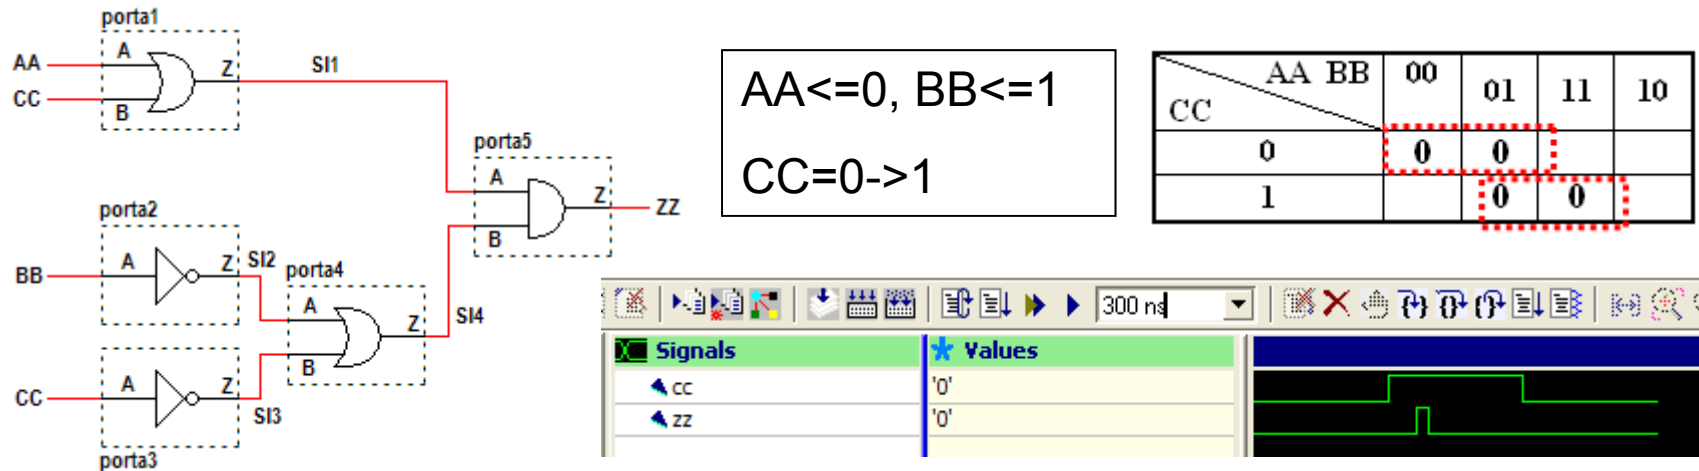 porta1
A
AA
Z
SI1
CC
B
porta5
A
Z
ZZ
B
porta2
A
Z
SI2
BB
porta4
A
Z
SI4
B
A
Z
CC
SI3
porta3
AA<=0, BB<=1
CC=0->1
AA BB 00 01 11 10
CC
0 0 0
1 0 0
300 ns
Signals Values
cc '0'
zz '0'